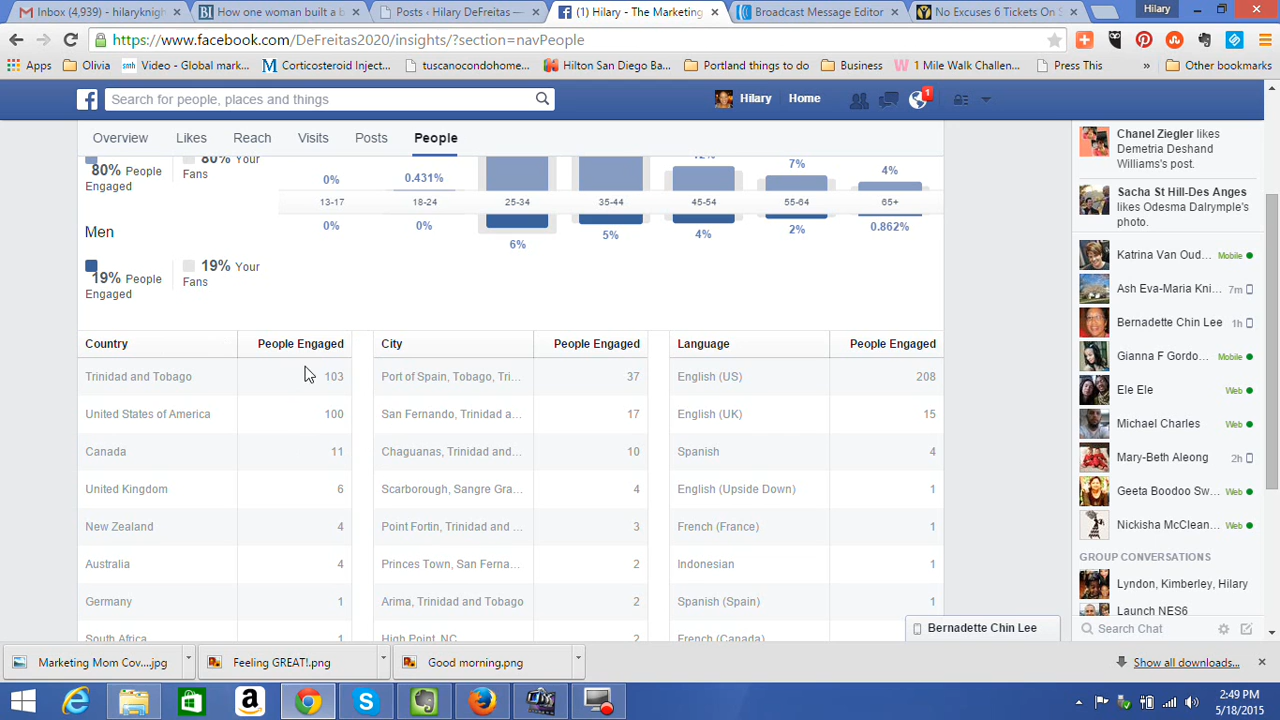 Inbox (4,939) - hilaryknigh
How one woman built a b
Posts ‹ Hilary DeFreitas —
(1) Hilary - The Marketing
Broadcast Message Editor
No Excuses 6 Tickets On S
Hilary
https://www.facebook.com/DeFreitas2020/insights/?section=navPeople
Apps
Olivia
smh
Video - Global mark...
Corticosteroid Inject...
tuscanocondohome...
Hilton San Diego Ba...
Portland things to do
Business
1 Mile Walk Challen...
Press This
»
Other bookmarks
Search for people, places and things
Hilary
Home
1
Overview
Likes
Reach
Visits
Posts
People
80% People Engaged
80% Your Fans
0%
0.431%
12%
7%
4%
13-17
18-24
25-34
35-44
45-54
55-64
65+
0%
0%
6%
5%
4%
2%
0.862%
Men
19% People Engaged
19% Your Fans
Country People Engaged
Trinidad and Tobago 103
United States of America 100
Canada 11
United Kingdom 6
New Zealand 4
Australia 4
Germany 1
South Africa 1
City People Engaged
Port of Spain, Tobago, Tri... 37
San Fernando, Trinidad a... 17
Chaguanas, Trinidad and... 10
Scarborough, Sangre Gra... 4
Point Fortin, Trinidad and ... 3
Princes Town, San Ferna... 2
Arima, Trinidad and Tobago 2
High Point, NC 2
Language People Engaged
English (US) 208
English (UK) 15
Spanish 4
English (Upside Down) 1
French (France) 1
Indonesian 1
Spanish (Spain) 1
French (Canada) 1
Chanel Ziegler likes
Demetria Deshand
Williams's post.
Sacha St Hill-Des Anges
likes Odesma Dalrymple's
photo.
Katrina Van Oud... Mobile
Ash Eva-Maria Kni... 7m
Bernadette Chin Lee 1h
Gianna F Gordo... Mobile
Ele Ele Web
Michael Charles Web
Mary-Beth Aleong 2h
Geeta Boodoo Sw... Web
Nickisha McClean... Web
GROUP CONVERSATIONS
Lyndon, Kimberley, Hilary
Launch NES6
Search Chat
Bernadette Chin Lee
Marketing Mom Cov....jpg
Feeling GREAT!.png
Good morning.png
Show all downloads...
2:49 PM
5/18/2015